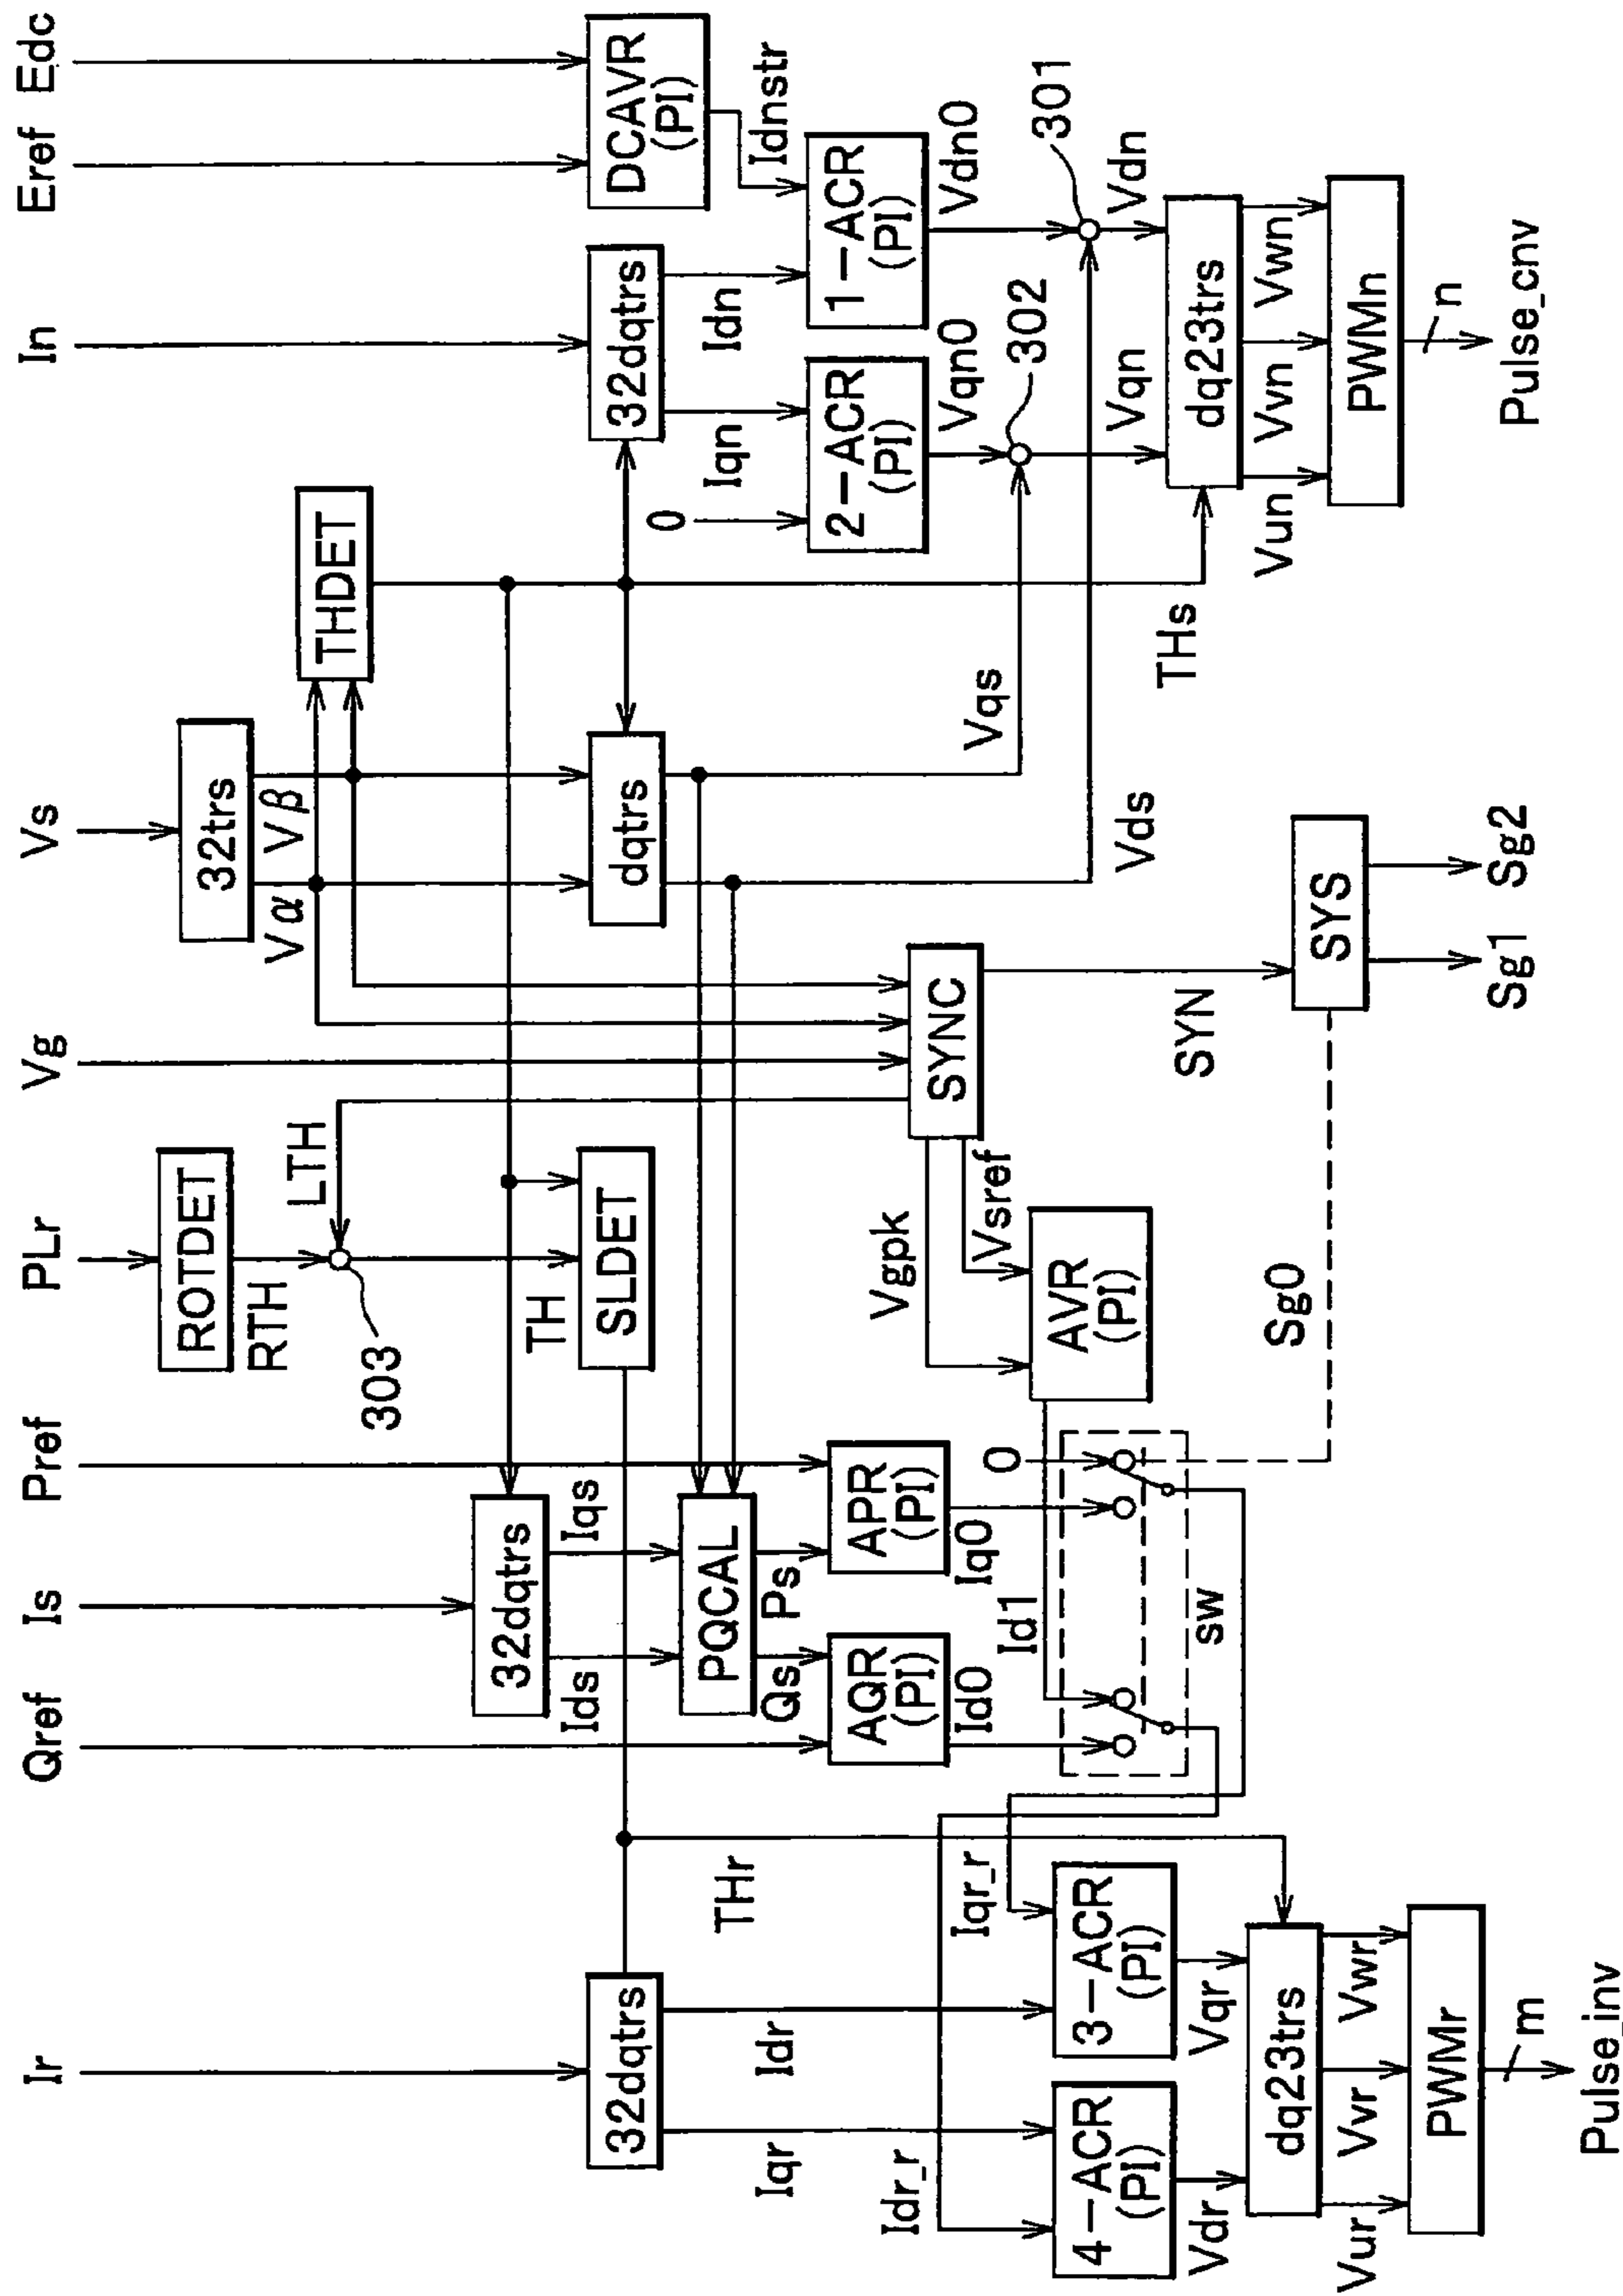 Ir
Qref
Is
Pref
PLr
Vg
Vs
In
Eref
Edc
ROTDET
RTH
LTH
303
32trs
Vα
Vβ
THDET
32dqtrs
Ids
Iqs
TH
SLDET
dqtrs
32dqtrs
Iqn
Idn
DCAVR
(PI)
Idnstr
32dqtrs
Iqr
Idr
THr
PQCAL
Qs
Ps
AQR
(PI)
Id0
APR
(PI)
Iq0
Vgpk
Vsref
SYNC
Vqs
Vds
0
2-ACR
(PI)
1-ACR
(PI)
Vqn0
Vdn0
302
301
Vqn
Vdn
Idr_r
Iqr_r
Id1
0
AVR
(PI)
sw
Sg0
SYN
THs
4-ACR
(PI)
3-ACR
(PI)
Vdr
Vqr
dq23trs
Vur
Vvr
Vwr
PWMr
m
Pulse_inv
SYS
Sg1
Sg2
dq23trs
Vun
Vvn
Vwn
PWMn
n
Pulse_cnv